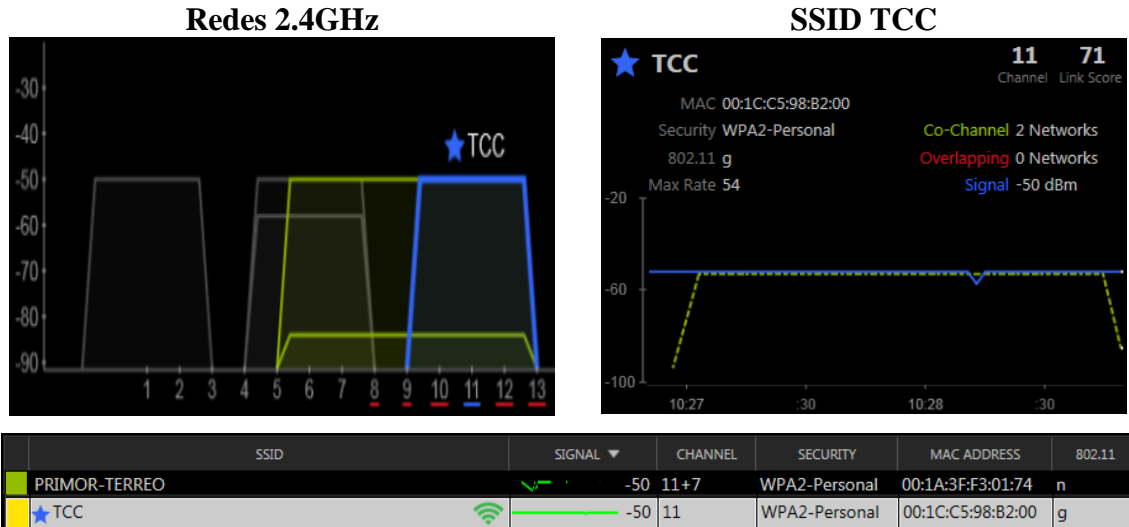 Redes 2.4GHz
SSID TCC
-30
-40
-50
-60
-70
-80
-90
TCC
1 2 3 4 5 6 7 8 9 10 11 12 13
TCC
11 71
Channel Link Score
MAC 00:1C:C5:98:B2:00
Security WPA2-Personal
Co-Channel 2 Networks
802.11 g
Overlapping 0 Networks
Max Rate 54
Signal -50 dBm
-20
-60
-100
10:27 :30 10:28 :30
SSID SIGNAL ▼ CHANNEL SECURITY MAC ADDRESS 802.11
PRIMOR-TERREO -50 11+7 WPA2-Personal 00:1A:3F:F3:01:74 n
TCC -50 11 WPA2-Personal 00:1C:C5:98:B2:00 g